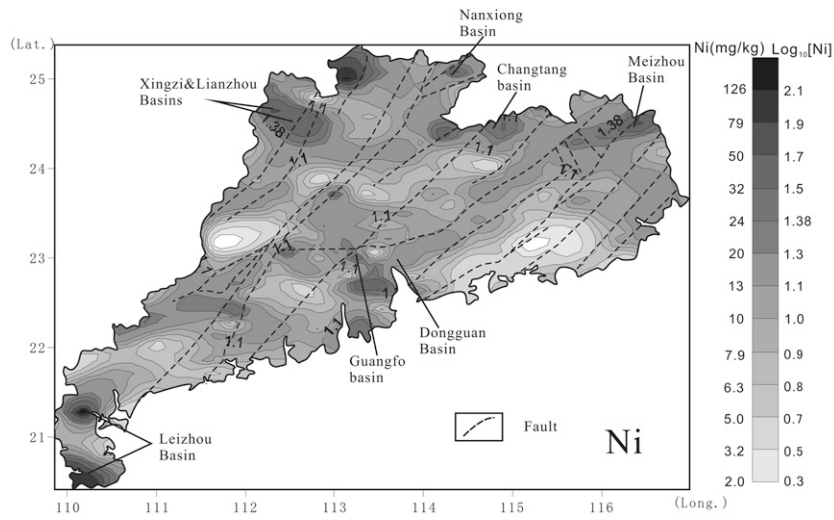 Nanxiong
Basin
(Lat.)
Ni(mg/kg) Log₁₀[Ni]
Xingzi&Lianzhou
Basins
Changtang
basin
Meizhou
Basin
25
24
23
22
21
1.1
.38
1.1
1.1
1.38
1.1
1.1
1.1
1.1
1.1
1.1
1.1
126 2.1
79 1.9
50 1.7
32 1.5
24 1.38
20 1.3
13 1.1
10 1.0
7.9 0.9
6.3 0.8
5.0 0.7
3.2 0.5
2.0 0.3
Dongguan
Basin
Guangfo
basin
Leizhou
Basin
Fault
Ni
110 111 112 113 114 115 116 (Long.)